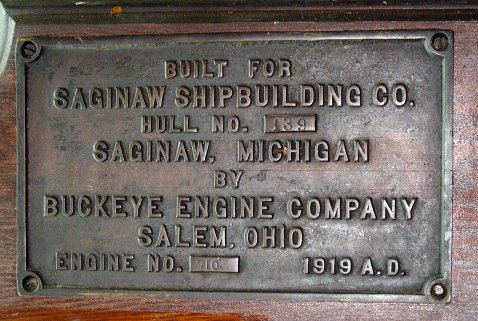 BUILT FOR
SAGINAW SHIPBUILDING CO.
HULL NO. 139
SAGINAW, MICHIGAN
BY
BUCKEYE ENGINE COMPANY
SALEM, OHIO
ENGINE NO. 710 1919 A.D.